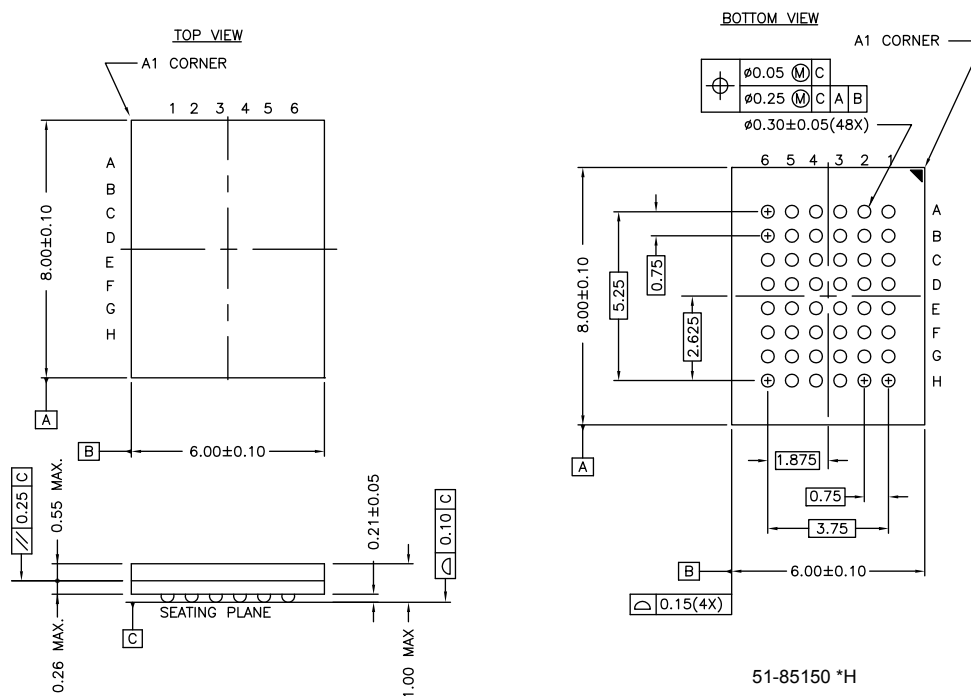 TOP VIEW
A1 CORNER
1 2 3 4 5 6
A
B
C
D
E
F
G
H
8.00±0.10
A
B
6.00±0.10
// 0.25 C
0.55 MAX.
0.26 MAX.
0.21±0.05
⌓ 0.10 C
SEATING PLANE
C
1.00 MAX
BOTTOM VIEW
A1 CORNER
⌖ ø0.05 Ⓜ C
ø0.25 Ⓜ C A B
ø0.30±0.05(48X)
6 5 4 3 2 1
A
B
C
D
E
F
G
H
8.00±0.10
5.25
0.75
2.625
A
1.875
0.75
3.75
B
6.00±0.10
⌓ 0.15(4X)
51-85150 *H